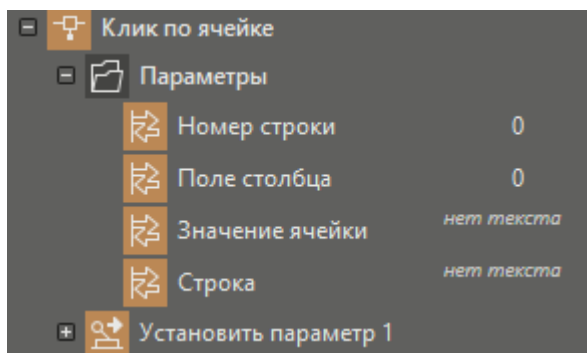 Клик по ячейке
Параметры
Номер строки 0
Поле столбца 0
Значение ячейки нет текста
Строка нет текста
Установить параметр 1